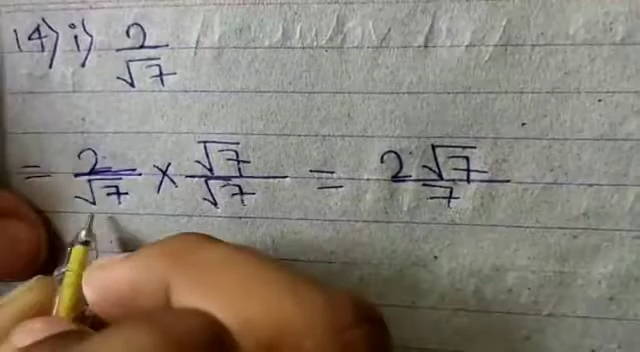 14) i) 2/√7
= 2/√7 × √7/√7 = 2√7/7